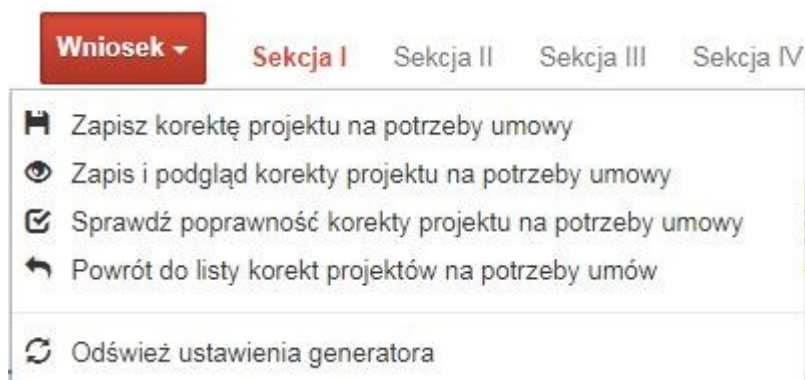 Wniosek Sekcja I Sekcja II Sekcja III Sekcja IV
Zapisz korektę projektu na potrzeby umowy
Zapis i podgląd korekty projektu na potrzeby umowy
Sprawdź poprawność korekty projektu na potrzeby umowy
Powrót do listy korekt projektów na potrzeby umów
Odśwież ustawienia generatora